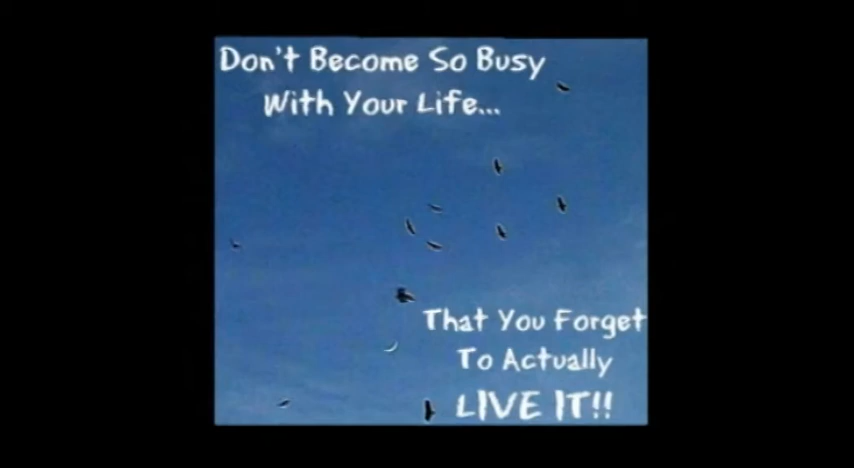 Don't Become So Busy
With Your Life...
That You Forget
To Actually
LIVE IT!!